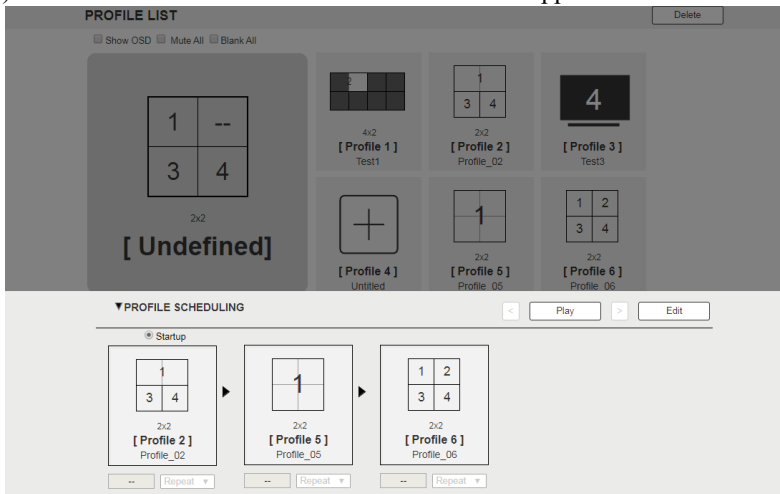 PROFILE LIST
Delete
Show OSD Mute All Blank All
1 --
3 4
2x2
[ Undefined]
2
4x2
[ Profile 1 ]
Test1
1
3 4
2x2
[ Profile 2 ]
Profile_02
4
[ Profile 3 ]
Test3
[ Profile 4 ]
Untitled
1
2x2
[ Profile 5 ]
Profile_05
1 2
3 4
2x2
[ Profile 6 ]
Profile_06
▼PROFILE SCHEDULING
< Play > Edit
Startup
1
3 4
2x2
[ Profile 2 ]
Profile_02
-- Repeat ▼
1
2x2
[ Profile 5 ]
Profile_05
-- Repeat ▼
1 2
3 4
2x2
[ Profile 6 ]
Profile_06
-- Repeat ▼